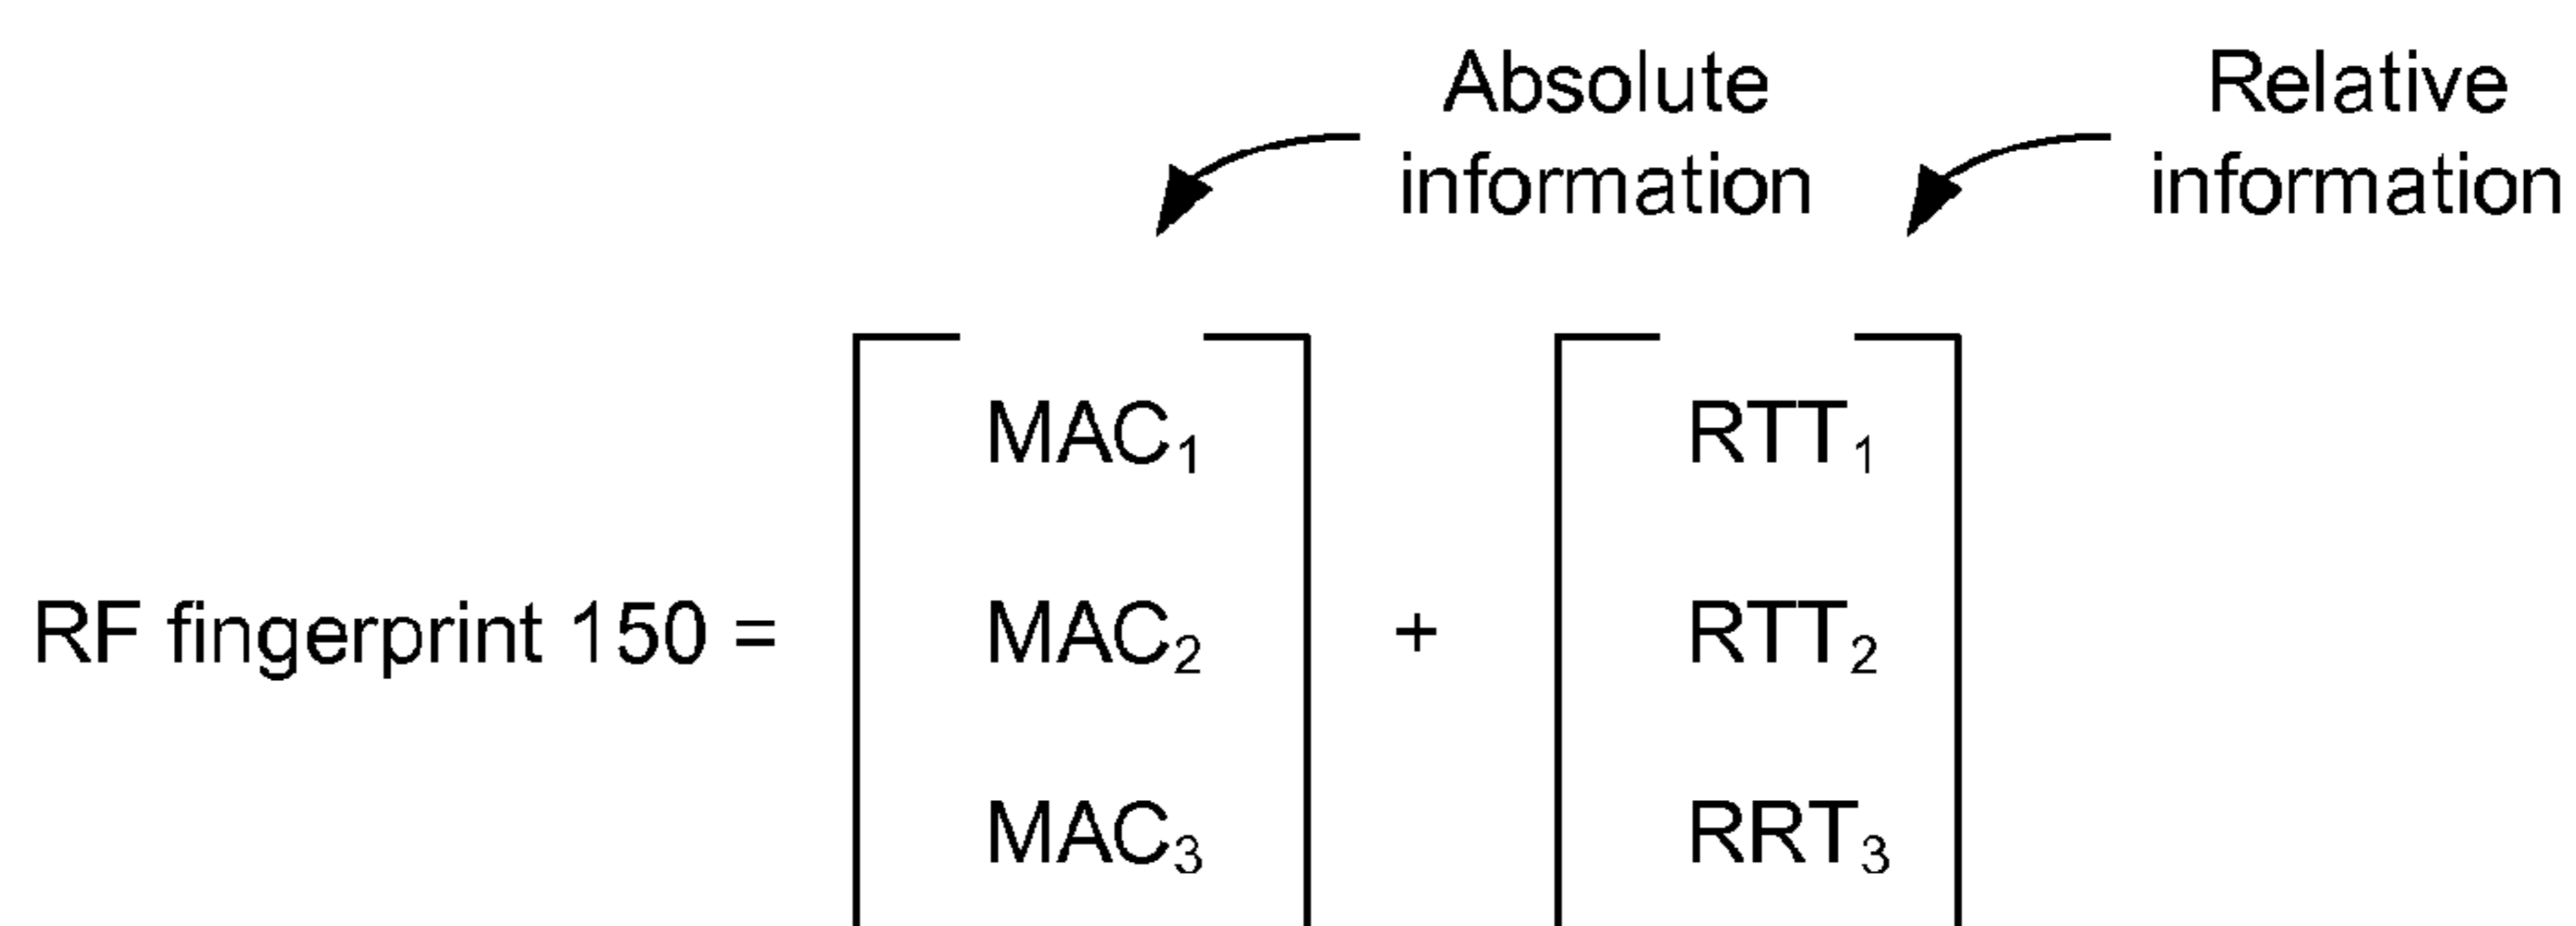 Absolute information
Relative information
MAC₁ RTT₁
RF fingerprint 150 = MAC₂ + RTT₂
MAC₃ RRT₃